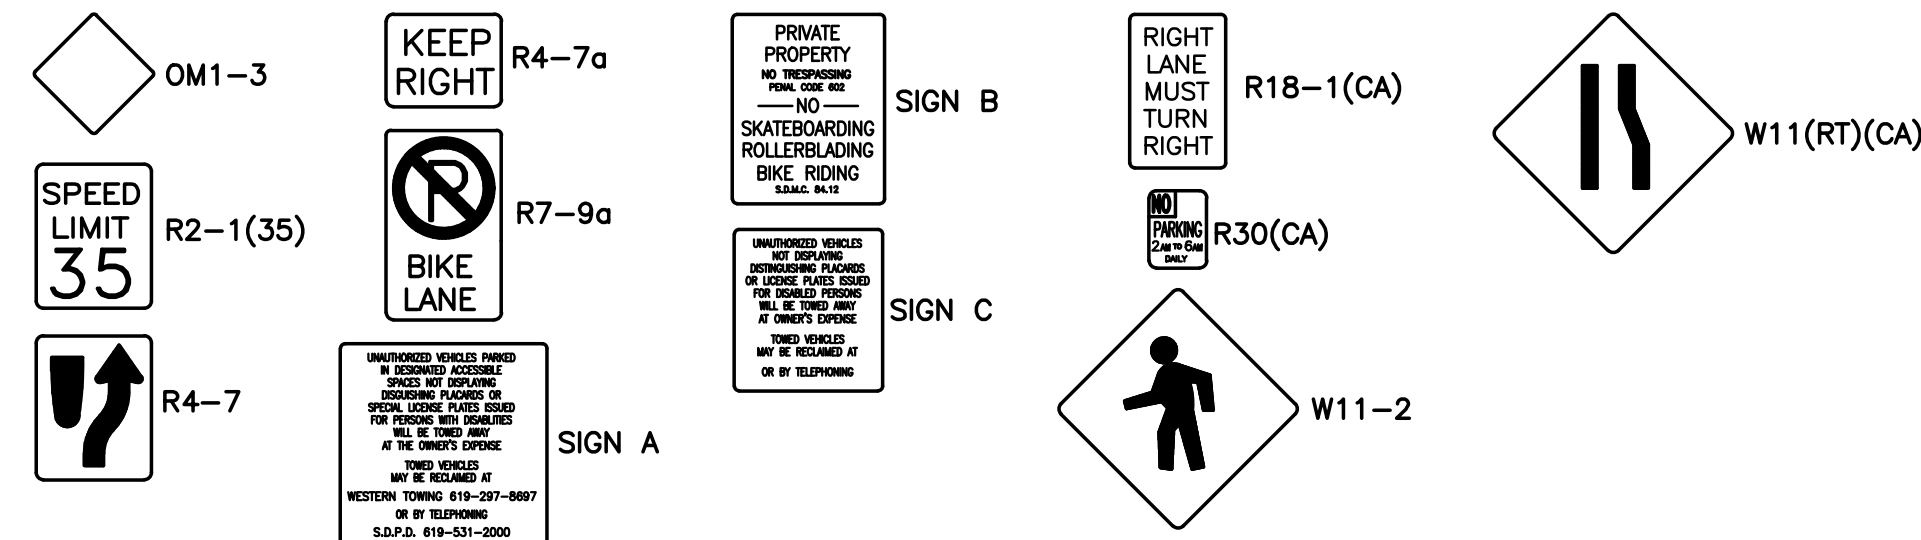 OM1-3
SPEED
LIMIT
35
R2-1(35)
R4-7
KEEP
RIGHT
R4-7a
P
BIKE
LANE
R7-9a
UNAUTHORIZED VEHICLES PARKED
IN DESIGNATED ACCESSIBLE
SPACES NOT DISPLAYING
DISGUISHING PLACARDS OR
SPECIAL LICENSE PLATES ISSUED
FOR PERSONS WITH DISABILITIES
WILL BE TOWED AWAY
AT THE OWNER'S EXPENSE
TOWED VEHICLES
MAY BE RECLAIMED AT
WESTERN TOWING 619-297-8697
OR BY TELEPHONING
S.D.P.D. 619-531-2000
SIGN A
PRIVATE
PROPERTY
NO TRESPASSING
PENAL CODE 602
NO
SKATEBOARDING
ROLLERBLADING
BIKE RIDING
S.D.M.C. 84.12
SIGN B
UNAUTHORIZED VEHICLES
NOT DISPLAYING
DISTINGUISHING PLACARDS
OR LICENSE PLATES ISSUED
FOR DISABLED PERSONS
WILL BE TOWED AWAY
AT OWNER'S EXPENSE
TOWED VEHICLES
MAY BE RECLAIMED AT
OR BY TELEPHONING
SIGN C
RIGHT
LANE
MUST
TURN
RIGHT
R18-1(CA)
NO
PARKING
2AM TO 6AM
DAILY
R30(CA)
W11-2
W11(RT)(CA)